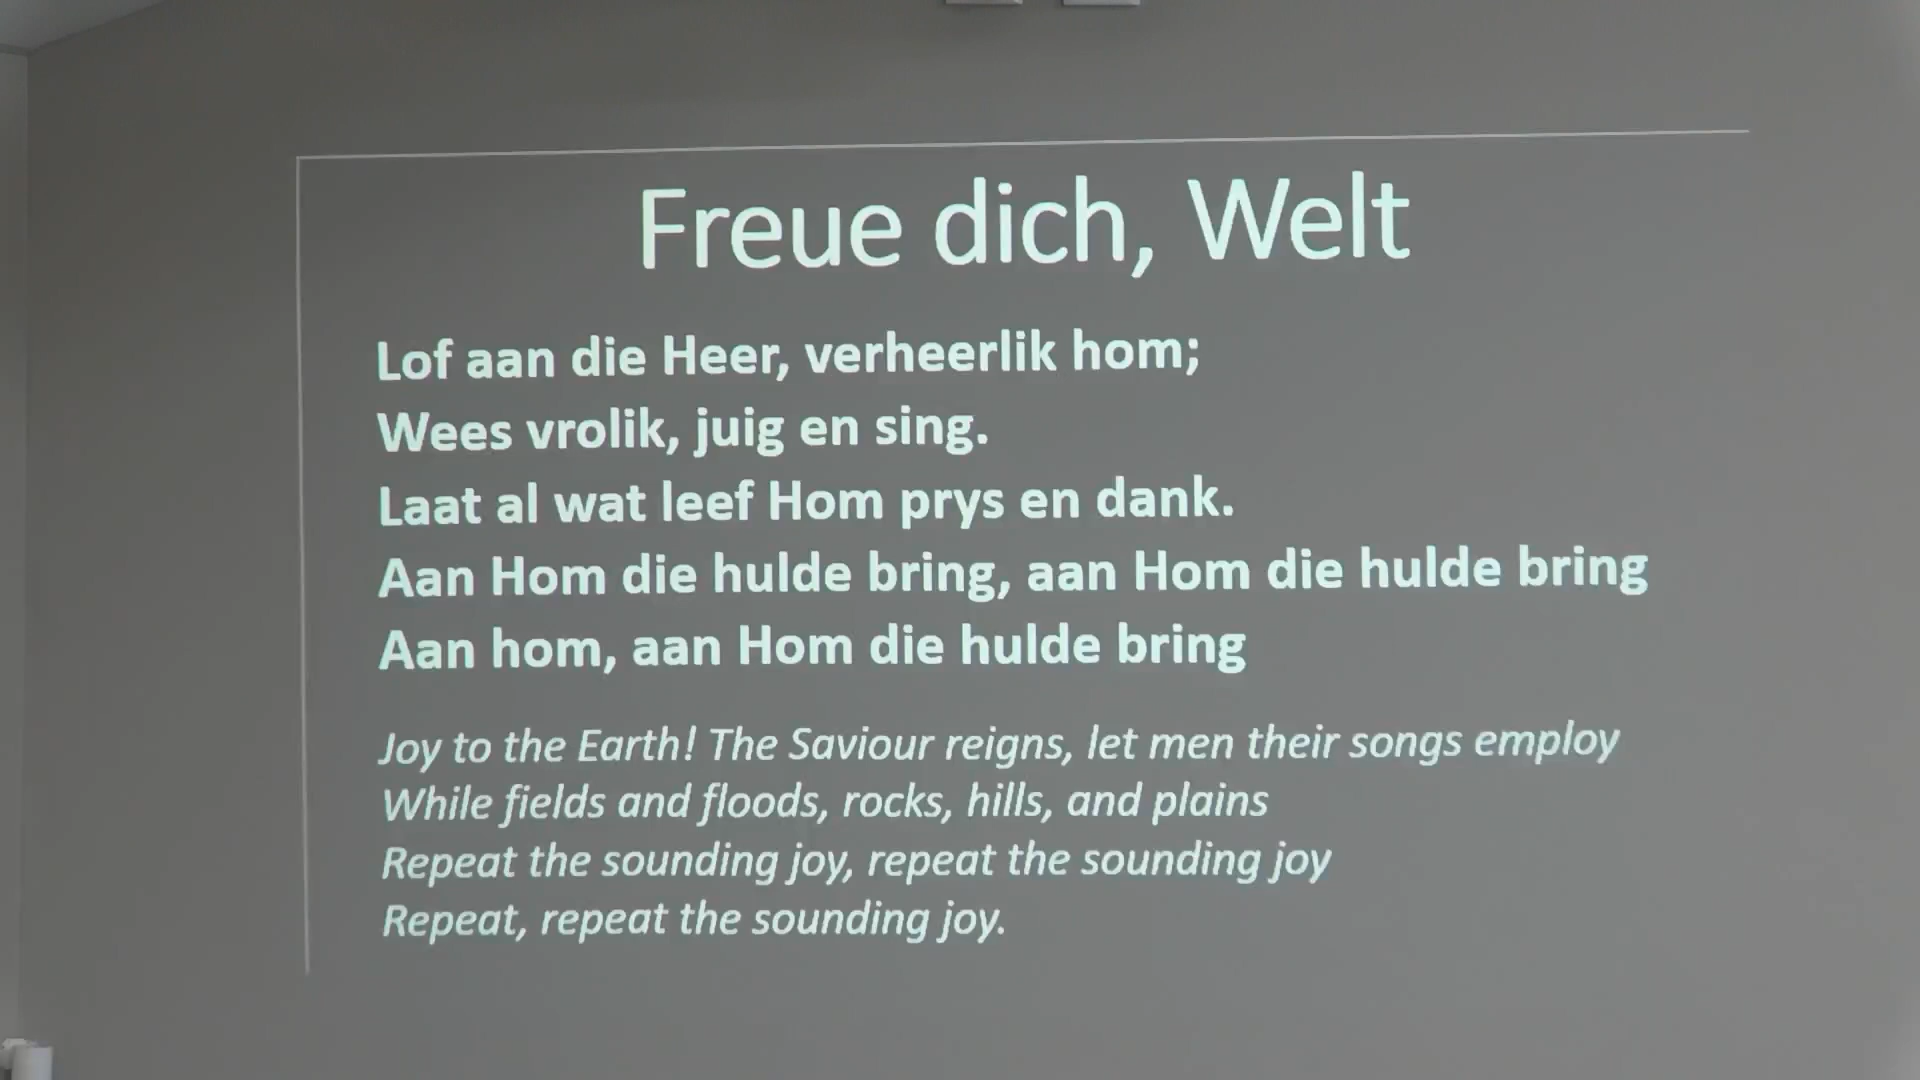 Freue dich, Welt
Lof aan die Heer, verheerlik hom;
Wees vrolik, juig en sing.
Laat al wat leef Hom prys en dank.
Aan Hom die hulde bring, aan Hom die hulde bring
Aan hom, aan Hom die hulde bring
Joy to the Earth! The Saviour reigns, let men their songs employ
While fields and floods, rocks, hills, and plains
Repeat the sounding joy, repeat the sounding joy
Repeat, repeat the sounding joy.